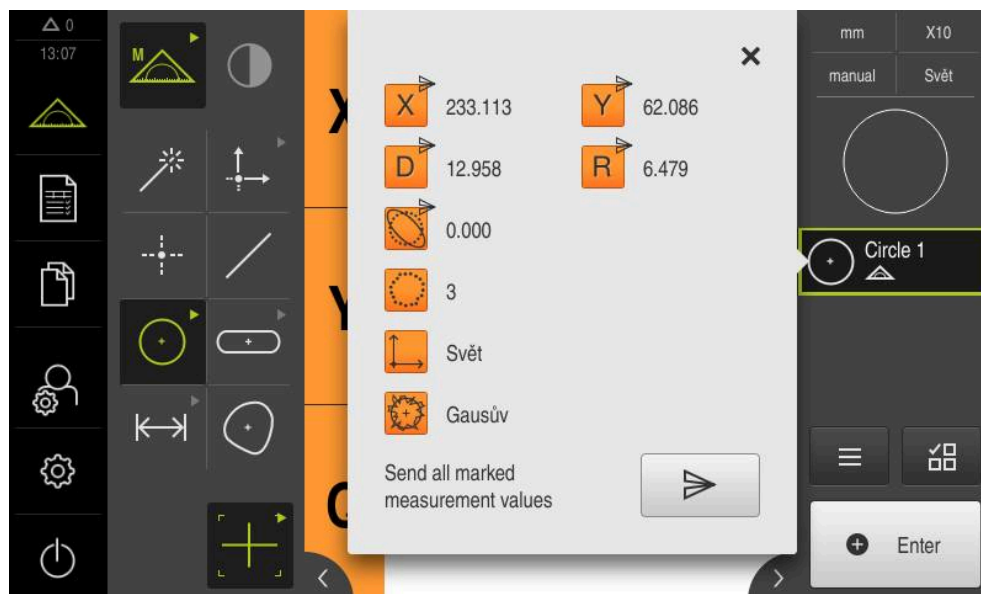 0
13:07
M
X
Y
X 233.113
Y 62.086
D 12.958
R 6.479
0.000
3
Svět
Gausův
Send all marked
measurement values
mm
X10
manual
Svět
Circle 1
Enter